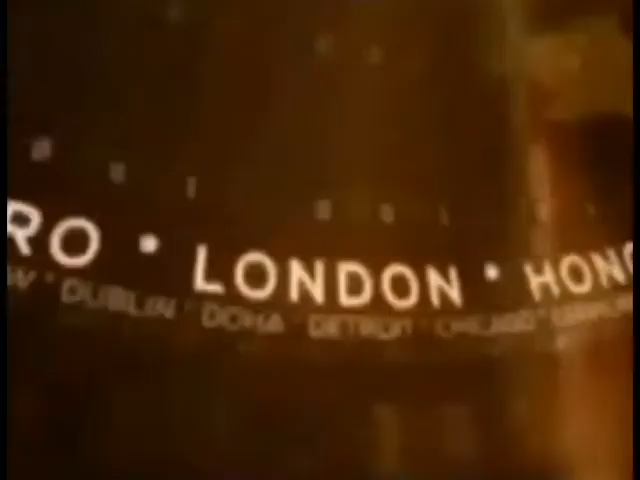 RO • LONDON • HONG
DUBLIN • DOHA • DETROIT • CHICAGO